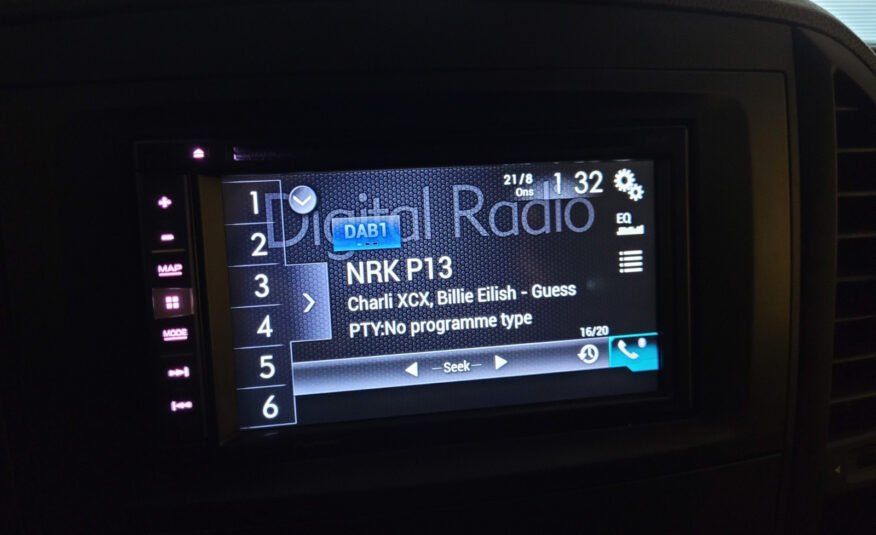 21/8
Ons
1 32
1
Digital Radio
DAB1
EQ
2
MAP
NRK P13
3
Charli XCX, Billie Eilish - Guess
4
PTY:No programme type
MODE
16/20
5
Seek
6